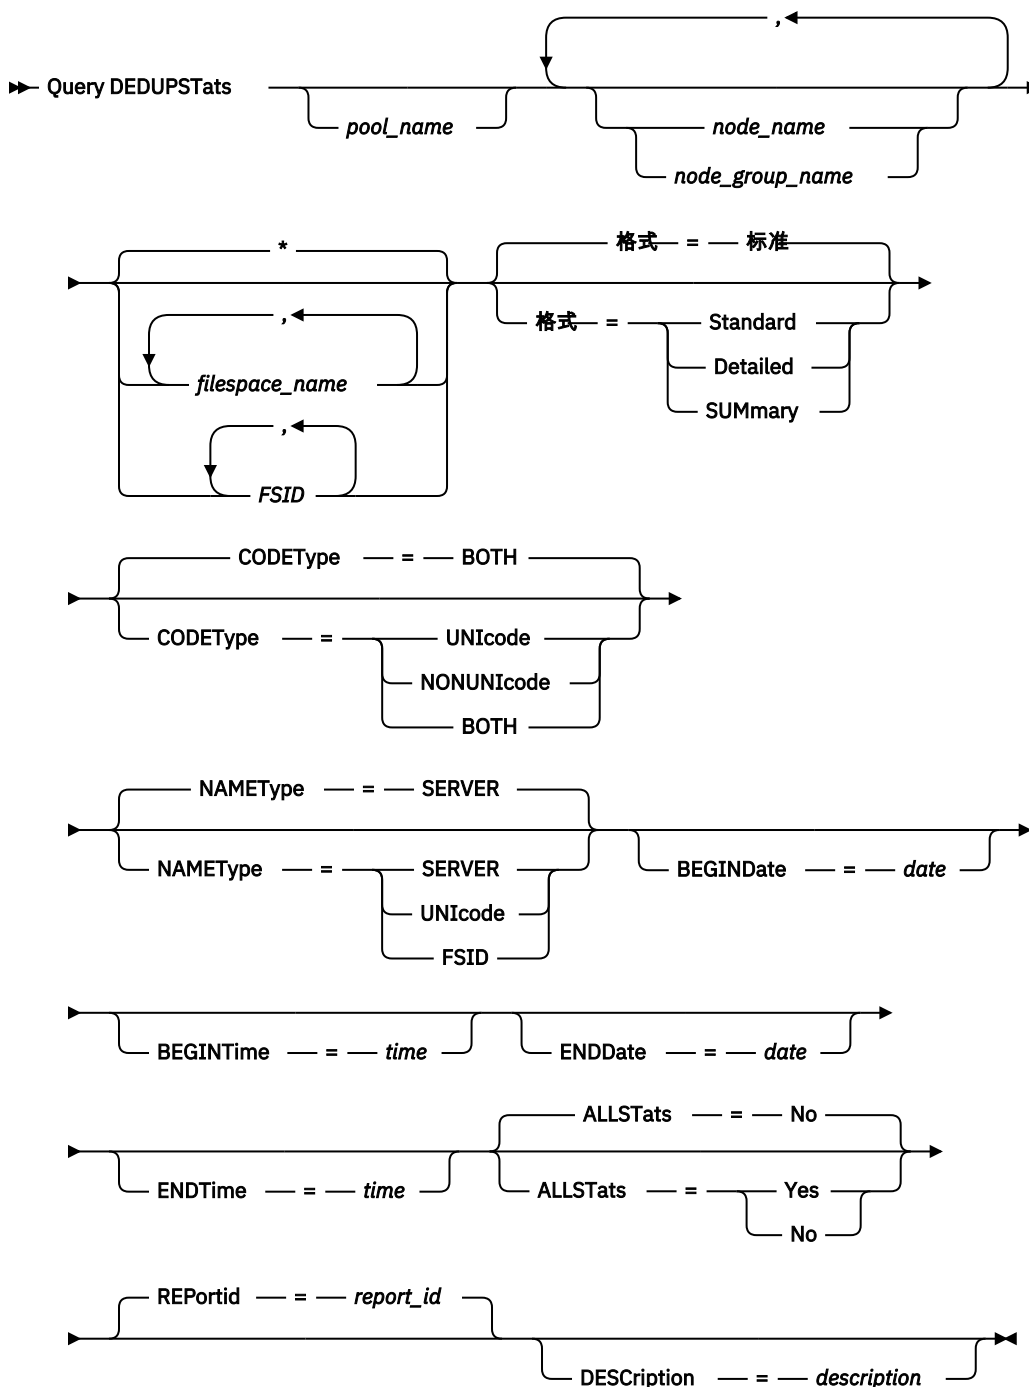 ,
Query DEDUPSTats
pool_name
node_name
node_group_name
*
,
filespace_name
,
FSID
格式 = 标准
格式 = Standard
Detailed
SUMmary
CODEType = BOTH
CODEType = UNIcode
NONUNIcode
BOTH
NAMEType = SERVER
NAMEType = SERVER
UNIcode
FSID
BEGINDate = date
BEGINTime = time
ENDDate = date
ENDTime = time
ALLSTats = No
ALLSTats = Yes
No
REPortid = report_id
DESCription = description